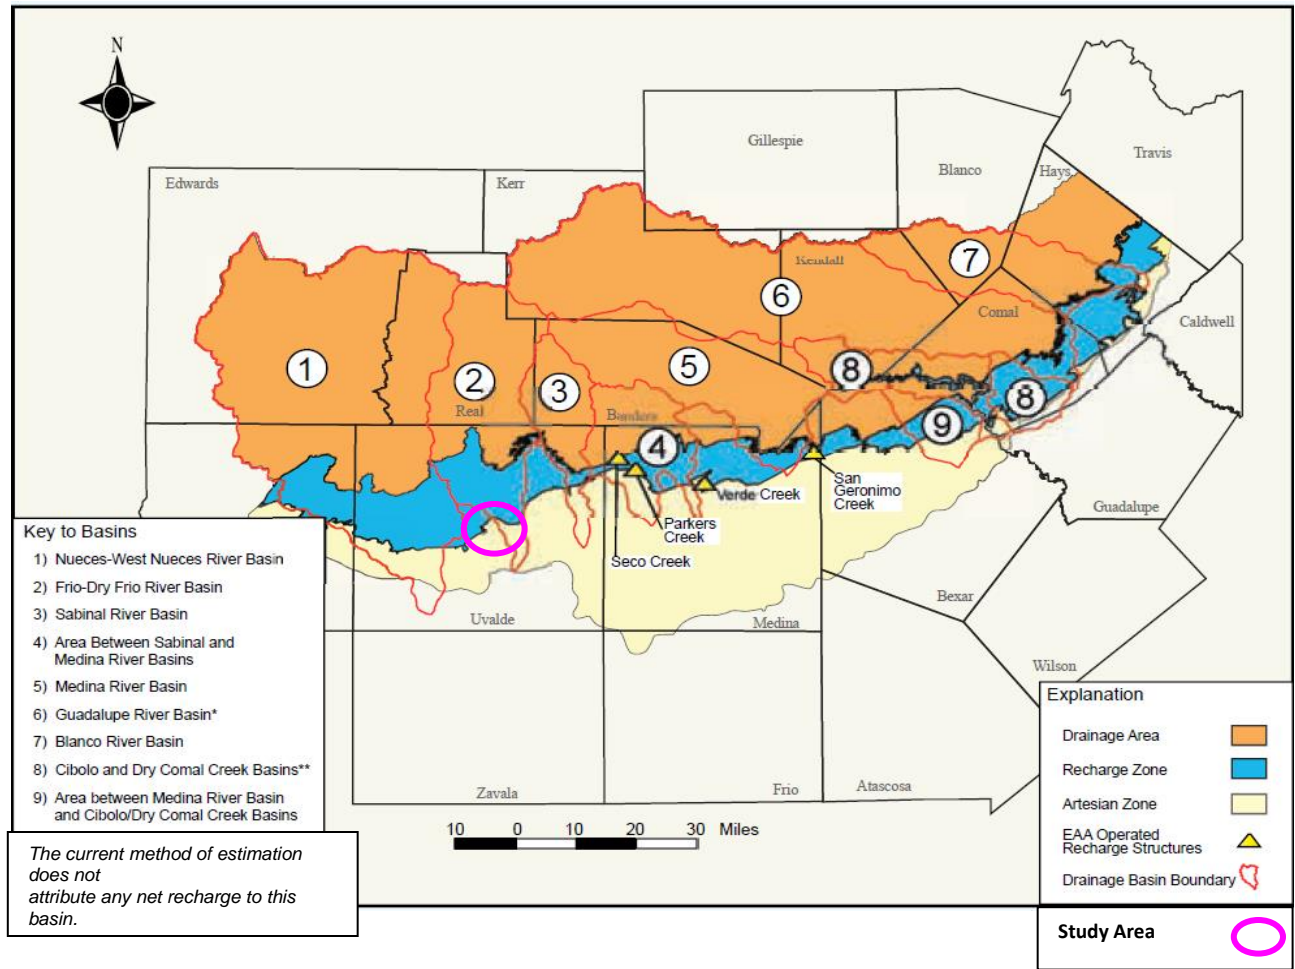 N
Gillespie
Travis
Blanco
Hays
Edwards
Kerr
7
Kendall
6
Comal
Caldwell
1
2
3
5
8
8
Real
Bandera
9
4
San
Geronimo
Creek
Verde Creek
Parkers
Creek
Seco Creek
Guadalupe
Bexar
Uvalde
Medina
Wilson
Zavala
Frio
Atascosa
Key to Basins
1) Nueces-West Nueces River Basin
2) Frio-Dry Frio River Basin
3) Sabinal River Basin
4) Area Between Sabinal and
Medina River Basins
5) Medina River Basin
6) Guadalupe River Basin*
7) Blanco River Basin
8) Cibolo and Dry Comal Creek Basins**
9) Area between Medina River Basin
and Cibolo/Dry Comal Creek Basins
The current method of estimation
does not
attribute any net recharge to this
basin.
10 0 10 20 30 Miles
Explanation
Drainage Area
Recharge Zone
Artesian Zone
EAA Operated
Recharge Structures
Drainage Basin Boundary
Study Area